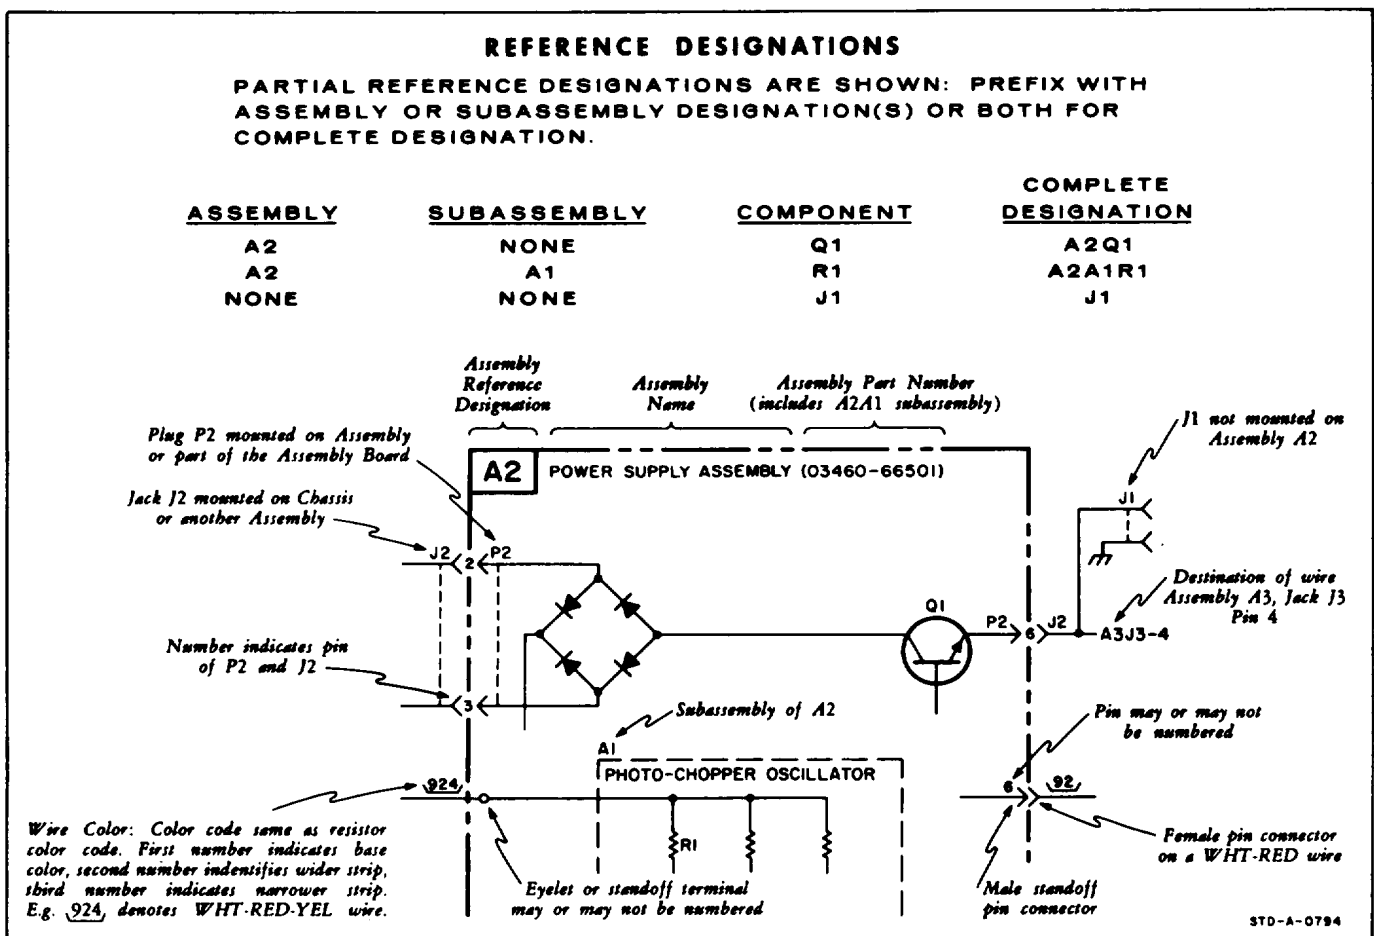 REFERENCE DESIGNATIONS
PARTIAL REFERENCE DESIGNATIONS ARE SHOWN: PREFIX WITH
ASSEMBLY OR SUBASSEMBLY DESIGNATION(S) OR BOTH FOR
COMPLETE DESIGNATION.
COMPLETE
ASSEMBLY SUBASSEMBLY COMPONENT DESIGNATION
A2 NONE Q1 A2Q1
A2 A1 R1 A2A1R1
NONE NONE J1 J1
Assembly
Reference
Designation
Assembly
Name
Assembly Part Number
(includes A2A1 subassembly)
J1 not mounted on
Assembly A2
Plug P2 mounted on Assembly
or part of the Assembly Board
A2 POWER SUPPLY ASSEMBLY (03460-66501)
Jack J2 mounted on Chassis
or another Assembly
J1
J2 2 P2
Destination of wire
Assembly A3, Jack J3
Pin 4
Q1
P2 6 J2
A3J3-4
Number indicates pin
of P2 and J2
3
Subassembly of A2
Pin may or may not
be numbered
A1
PHOTO-CHOPPER OSCILLATOR
924
6 92
R1
Wire Color: Color code same as resistor
color code. First number indicates base
color, second number indentifies wider strip,
third number indicates narrower strip.
E.g. 924 denotes WHT-RED-YEL wire.
Eyelet or standoff terminal
may or may not be numbered
Male standoff
pin connector
Female pin connector
on a WHT-RED wire
STD-A-0794